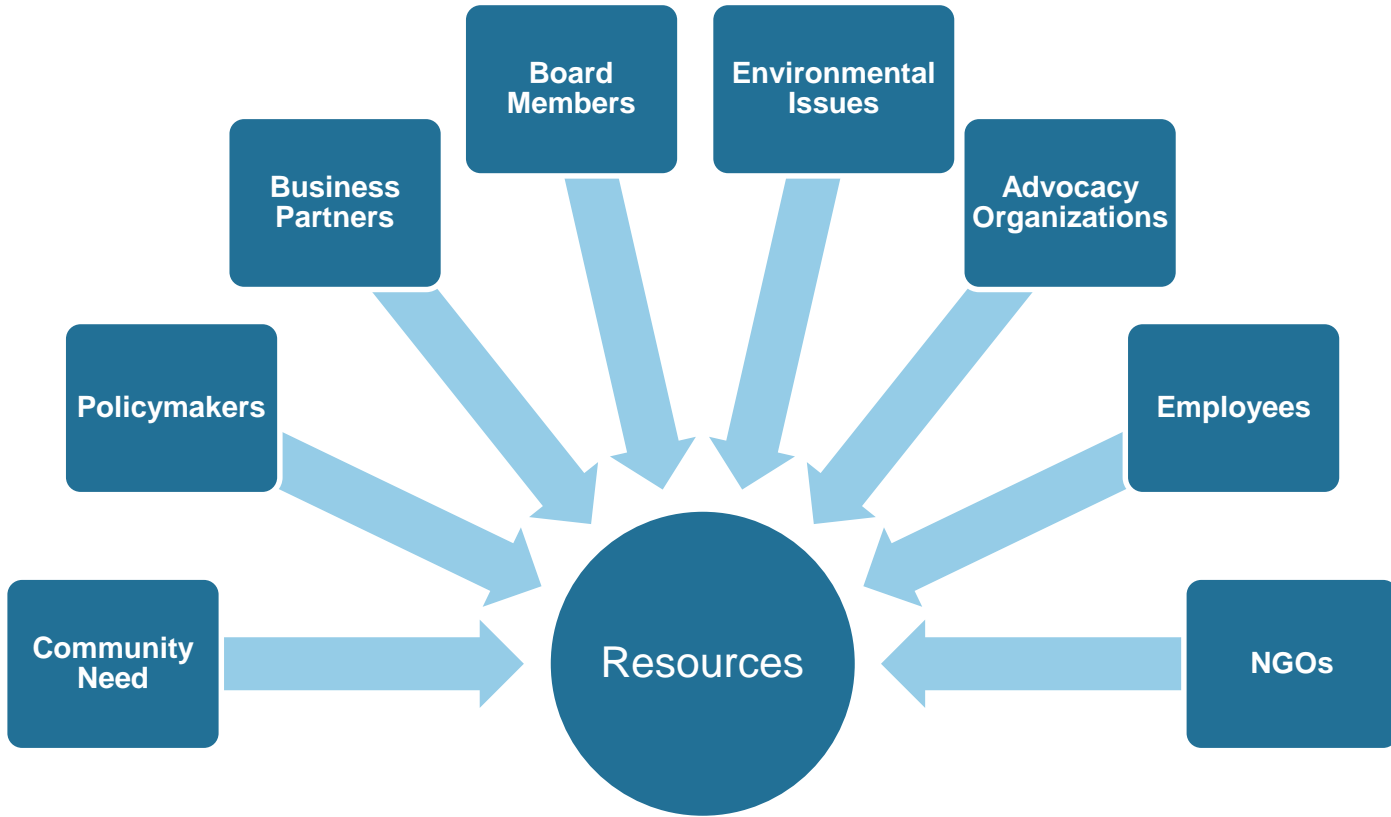 Board
Members
Environmental
Issues
Business
Partners
Advocacy
Organizations
Policymakers
Employees
Community
Need
Resources
NGOs